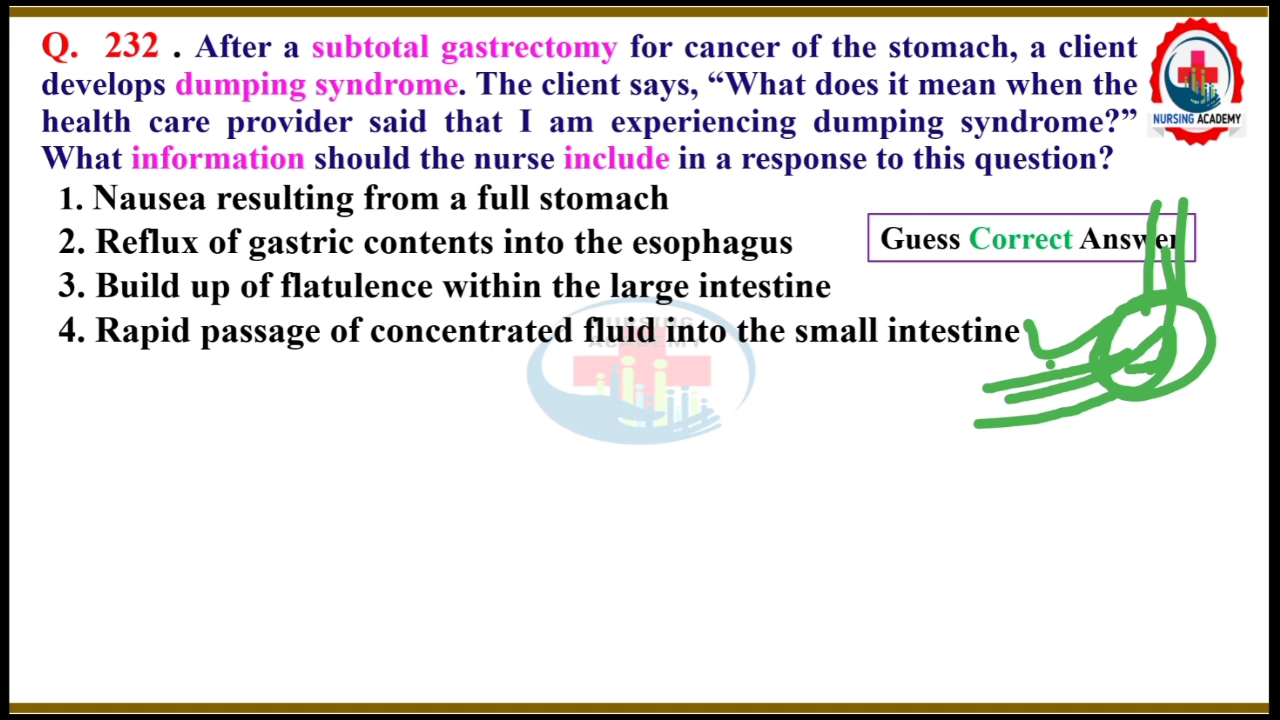 Q. 232 . After a subtotal gastrectomy for cancer of the stomach, a client
develops dumping syndrome. The client says, “What does it mean when the
health care provider said that I am experiencing dumping syndrome?”
What information should the nurse include in a response to this question?
NURSING ACADEMY
1. Nausea resulting from a full stomach
2. Reflux of gastric contents into the esophagus
Guess Correct Answer
3. Build up of flatulence within the large intestine
4. Rapid passage of concentrated fluid into the small intestine
NURSING
ACADEMY